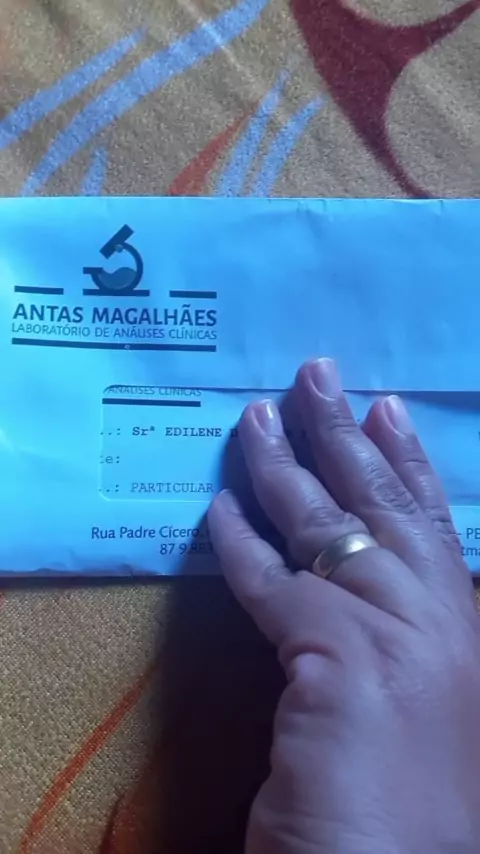 ANTAS MAGALHÃES
LABORATÓRIO DE ANÁLISES CLÍNICAS
ANÁLISES CLÍNICAS
..: Srª EDILENE
te:
..: PARTICULAR
Rua Padre Cícero, - PE
87 9